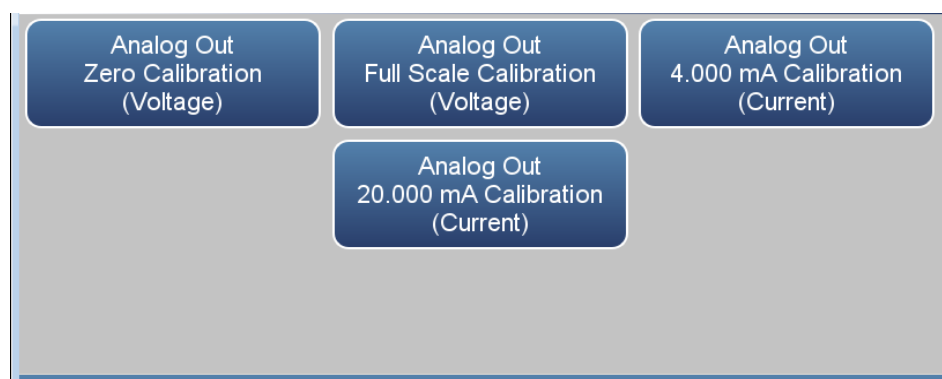 Analog Out
Zero Calibration
(Voltage)
Analog Out
Full Scale Calibration
(Voltage)
Analog Out
4.000 mA Calibration
(Current)
Analog Out
20.000 mA Calibration
(Current)